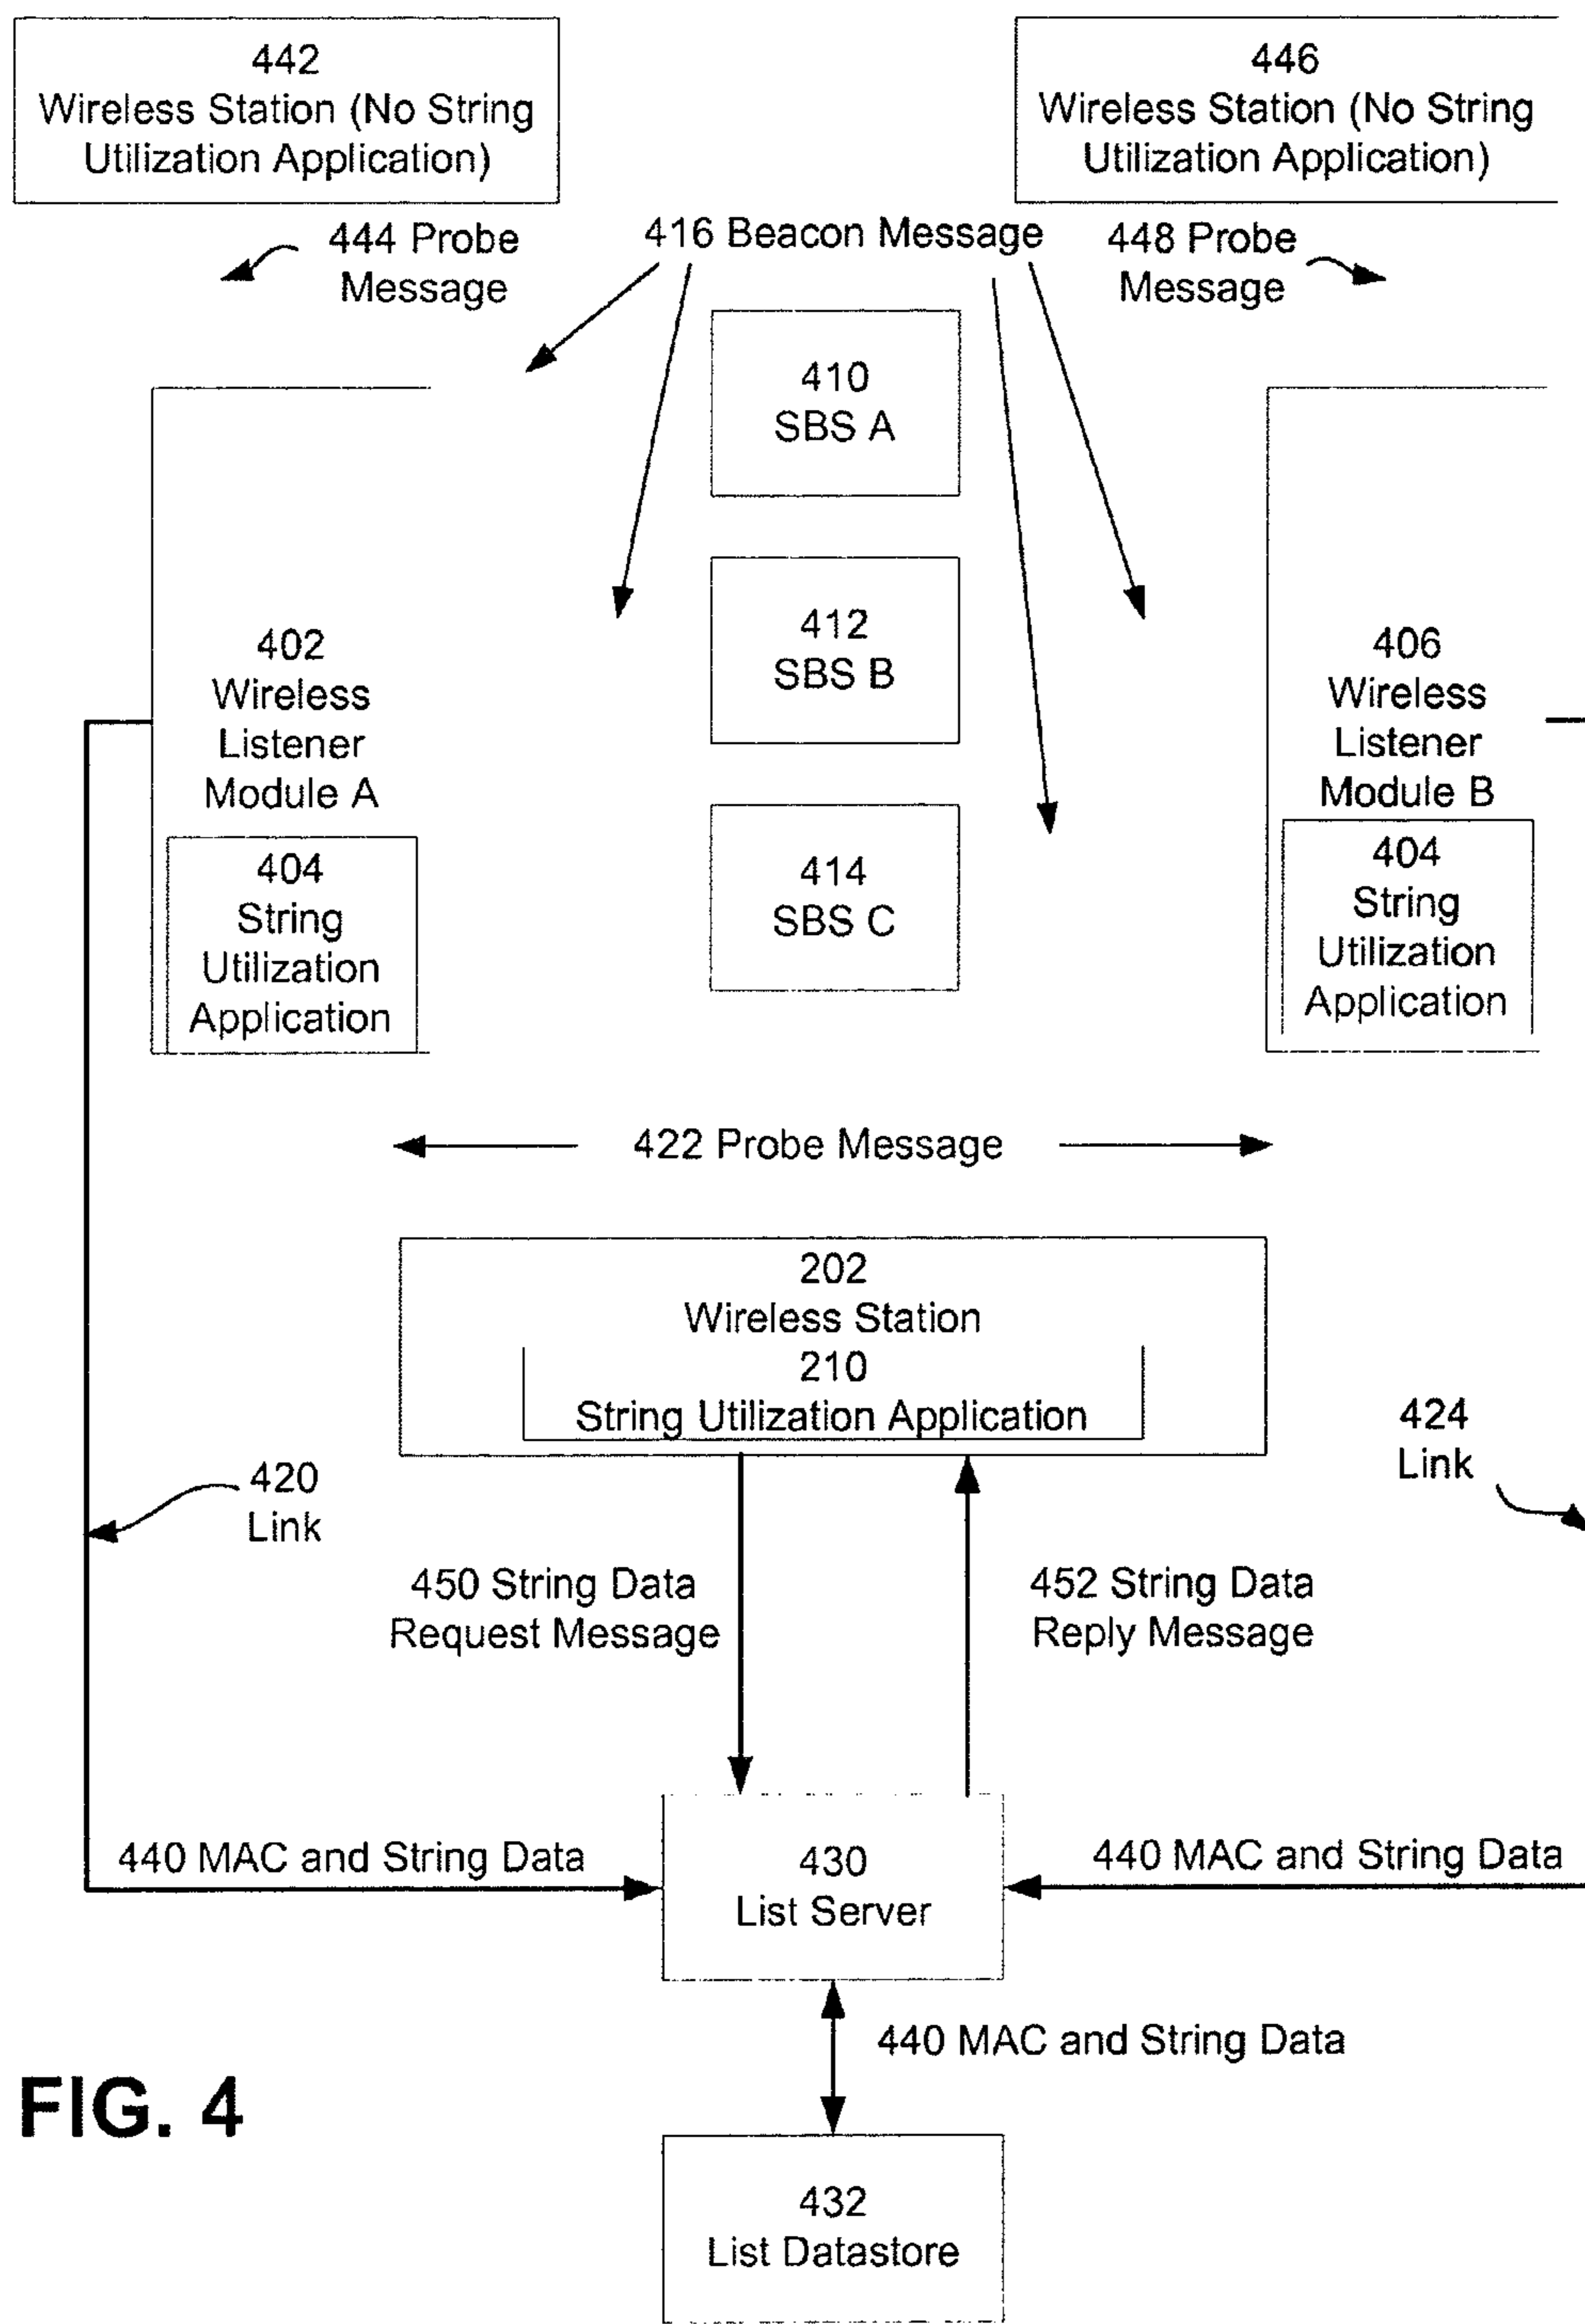 442
Wireless Station (No String
Utilization Application)
446
Wireless Station (No String
Utilization Application)
444 Probe
Message
416 Beacon Message
448 Probe
Message
410
SBS A
412
SBS B
414
SBS C
402
Wireless
Listener
Module A
404
String
Utilization
Application
406
Wireless
Listener
Module B
404
String
Utilization
Application
422 Probe Message
202
Wireless Station
210
String Utilization Application
420
Link
424
Link
450 String Data
Request Message
452 String Data
Reply Message
440 MAC and String Data
430
List Server
440 MAC and String Data
440 MAC and String Data
FIG. 4
432
List Datastore